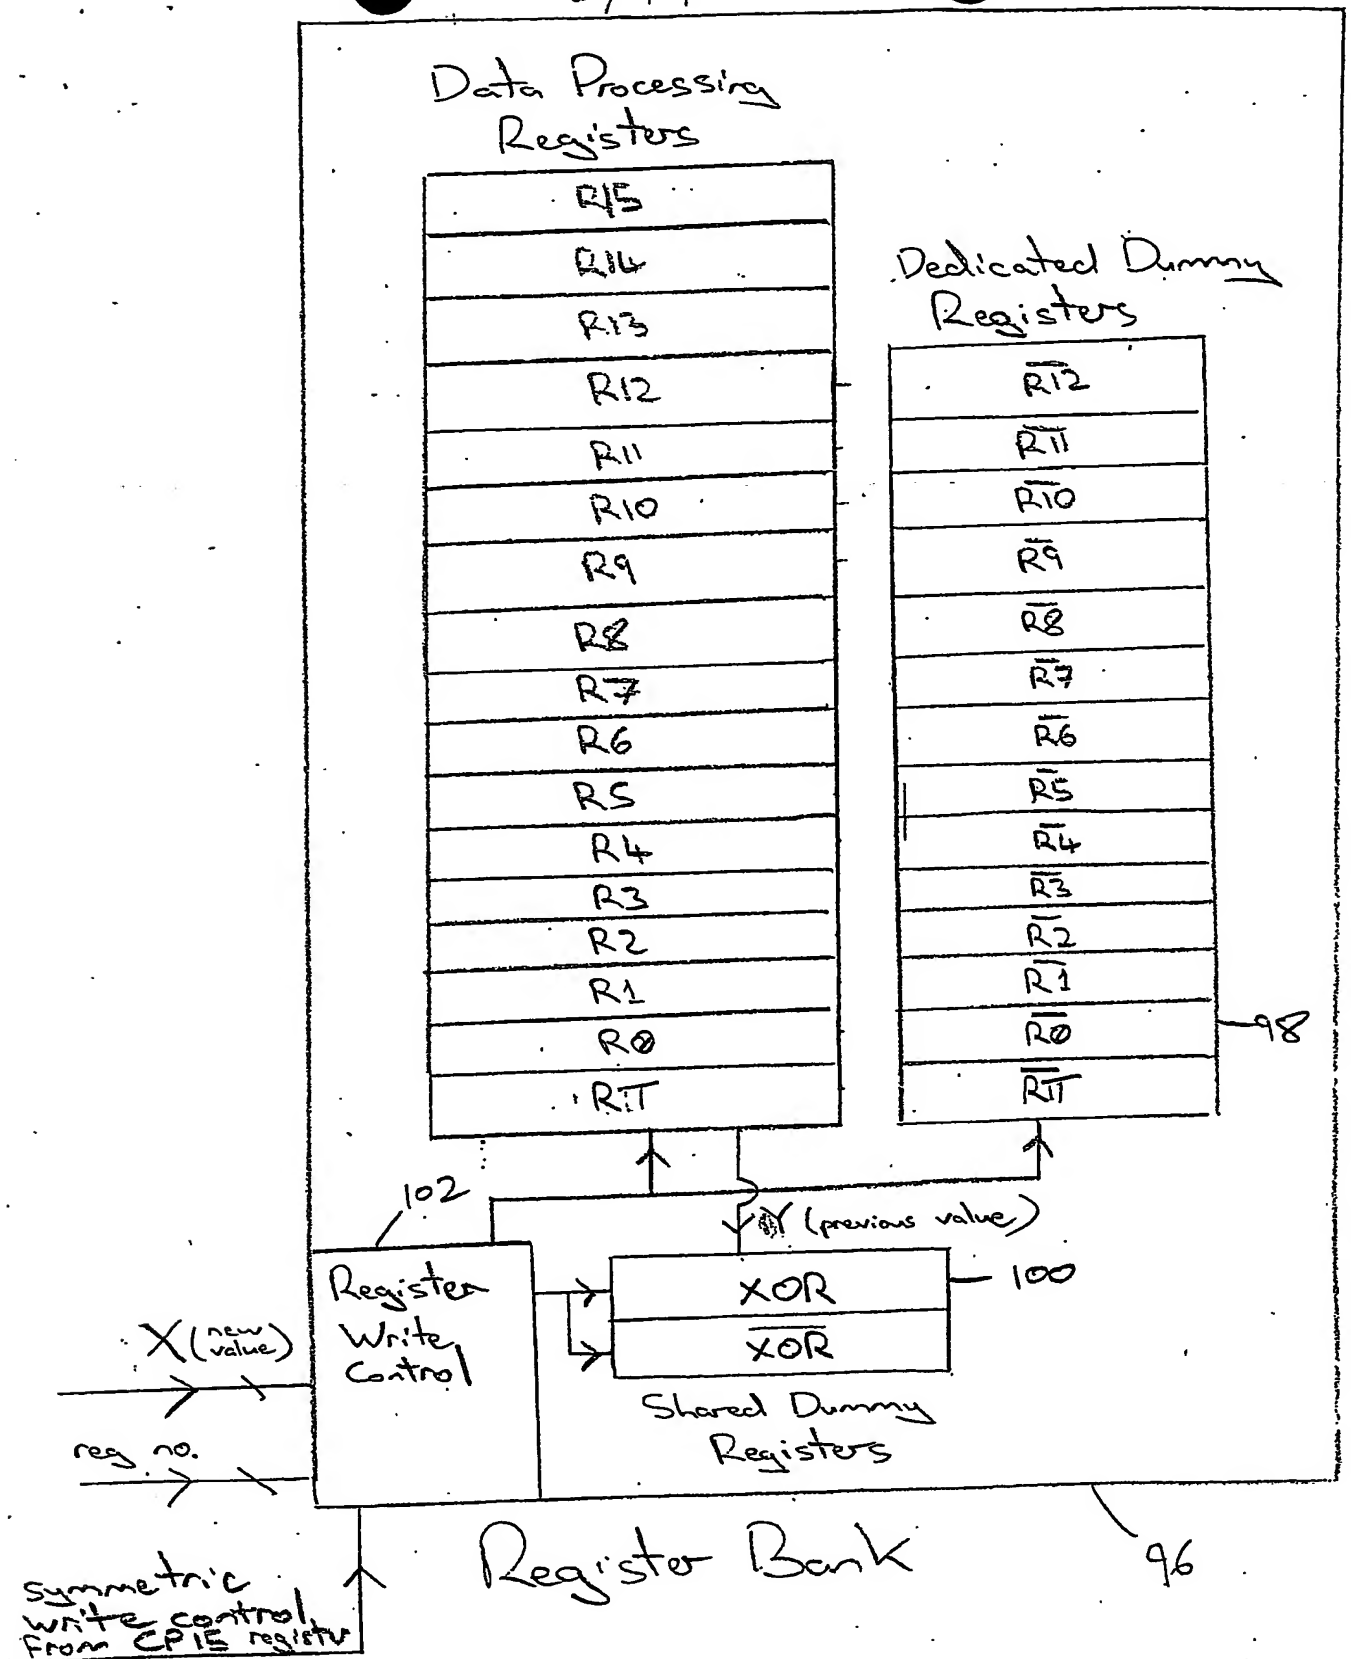 Data Processing
Registers
R15
R14
R13
R12
R11
R10
R9
R8
R7
R6
R5
R4
R3
R2
R1
R0
RT
Dedicated Dummy
Registers
R̅1̅2̅
R̅1̅1̅
R̅1̅0̅
R̅9̅
R̅8̅
R̅7̅
R̅6̅
R̅5̅
R̅4̅
R̅3̅
R̅2̅
R̅1̅
R̅0̅
R̅T̅
98
102
Y (previous value)
Register
Write
Control
XOR
X̅O̅R̅
100
Shared Dummy
Registers
X (new value)
reg no.
symmetric
write control
from CP15 register
Register Bank
96